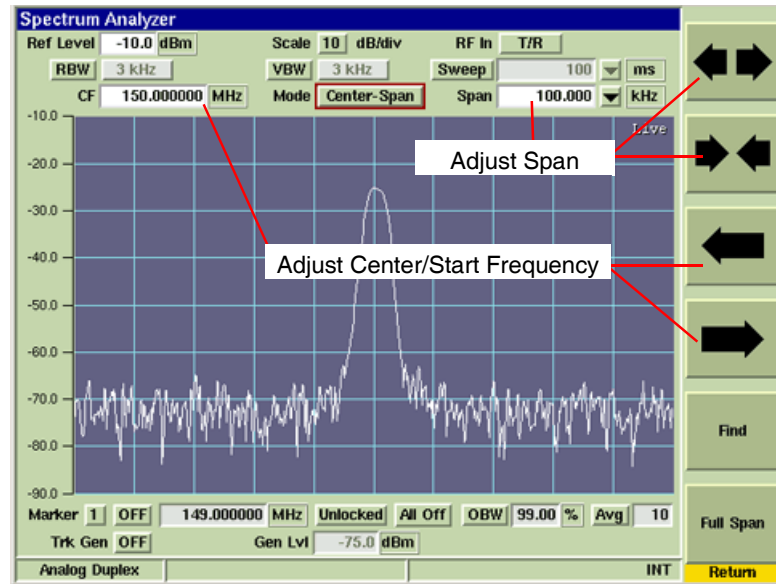 Spectrum Analyzer
Ref Level -10.0 dBm Scale 10 dB/div RF In T/R
RBW 3 kHz VBW 3 kHz Sweep 100 ms
CF 150.000000 MHz Mode Center-Span Span 100.000 kHz
-10.0
Live
Adjust Span
-20.0
-30.0
-40.0
Adjust Center/Start Frequency
-50.0
-60.0
-70.0
-80.0
-90.0
Find
Full Span
Marker 1 OFF 149.000000 MHz Unlocked All Off OBW 99.00 % Avg 10
Trk Gen OFF Gen Lvl -75.0 dBm
Analog Duplex INT Return